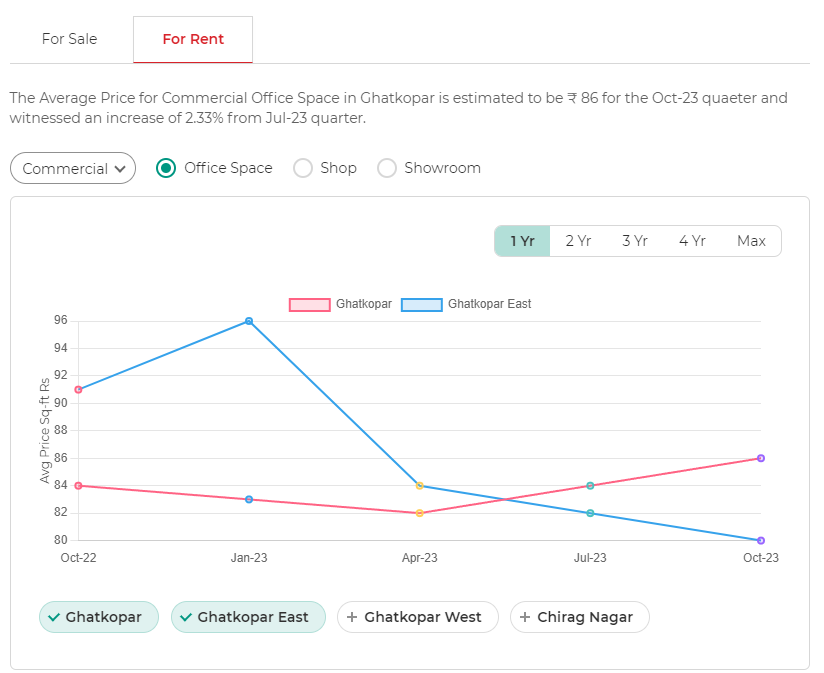 For Sale
For Rent
The Average Price for Commercial Office Space in Ghatkopar is estimated to be ₹ 86 for the Oct-23 quaeter and
witnessed an increase of 2.33% from Jul-23 quarter.
Commercial
Office Space
Shop
Showroom
1 Yr
2 Yr
3 Yr
4 Yr
Max
Ghatkopar
Ghatkopar East
Avg Price Sq-ft Rs
96
94
92
90
88
86
84
82
80
Oct-22
Jan-23
Apr-23
Jul-23
Oct-23
Ghatkopar
Ghatkopar East
Ghatkopar West
Chirag Nagar